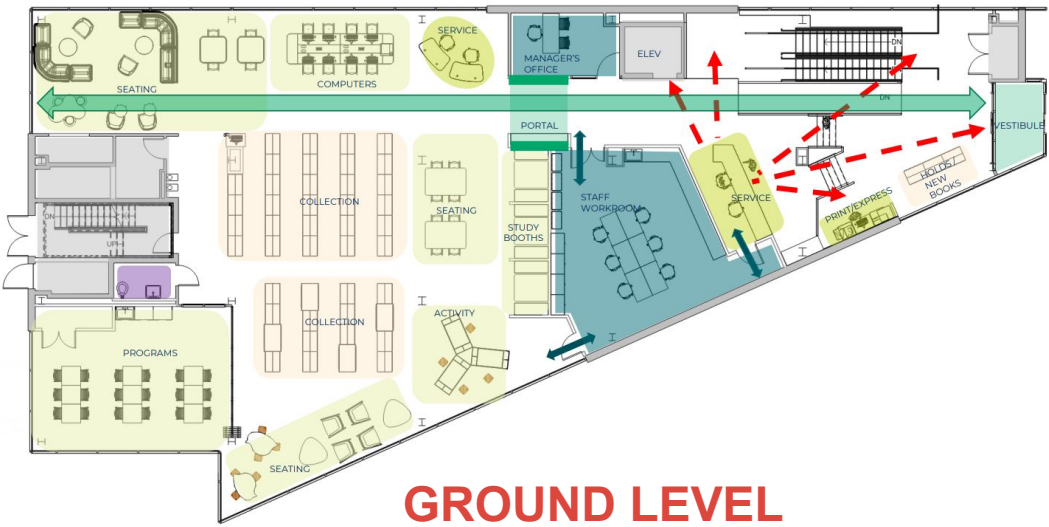 SERVICE
MANAGER'S
OFFICE
ELEV
DN
COMPUTERS
SEATING
DN
PORTAL
VESTIBULE
HOLDS /
NEW
BOOKS
COLLECTION
SEATING
STAFF
WORKROOM
SERVICE
PRINT/EXPRESS
DN
UP
STUDY
BOOTHS
COLLECTION
ACTIVITY
PROGRAMS
SEATING
GROUND LEVEL